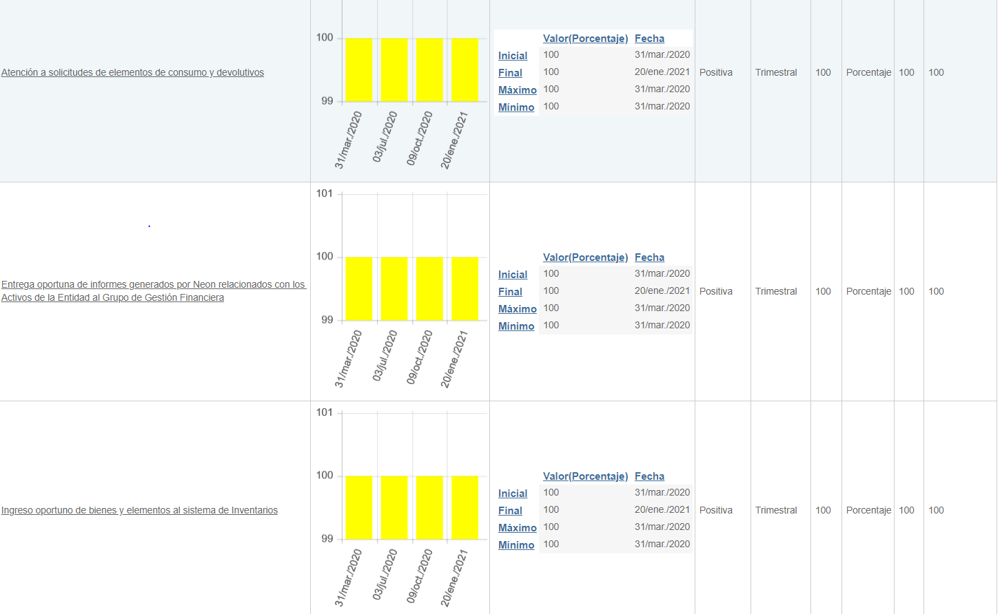 100
99
31/mar./2020
03/jul./2020
09/oct./2020
20/ene./2021
Atención a solicitudes de elementos de consumo y devolutivos
Valor(Porcentaje) Fecha
Inicial 100 31/mar./2020
Final 100 20/ene./2021
Máximo 100 31/mar./2020
Mínimo 100 31/mar./2020
Positiva Trimestral 100 Porcentaje 100 100
Entrega oportuna de informes generados por Neon relacionados con los
Activos de la Entidad al Grupo de Gestión Financiera
101
100
99
31/mar./2020
03/jul./2020
09/oct./2020
20/ene./2021
Valor(Porcentaje) Fecha
Inicial 100 31/mar./2020
Final 100 20/ene./2021
Máximo 100 31/mar./2020
Mínimo 100 31/mar./2020
Positiva Trimestral 100 Porcentaje 100 100
Ingreso oportuno de bienes y elementos al sistema de Inventarios
101
100
99
31/mar./2020
03/jul./2020
09/oct./2020
20/ene./2021
Valor(Porcentaje) Fecha
Inicial 100 31/mar./2020
Final 100 20/ene./2021
Máximo 100 31/mar./2020
Mínimo 100 31/mar./2020
Positiva Trimestral 100 Porcentaje 100 100